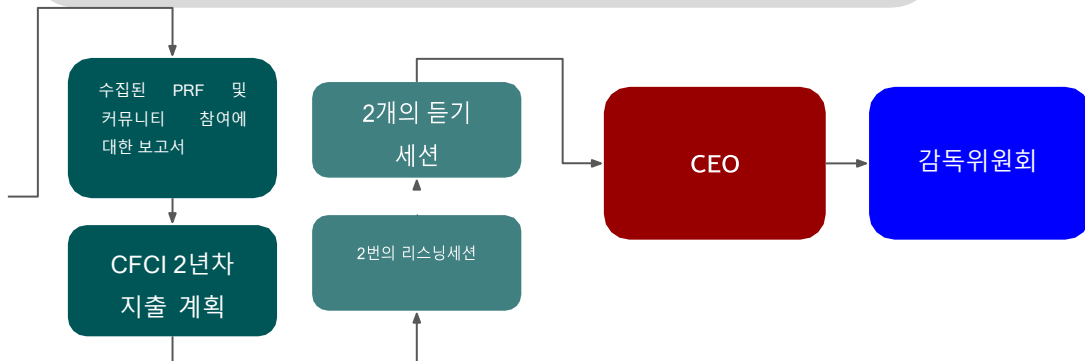 수집된 PRF 및
커뮤니티 참여에
대한 보고서
CFCI 2년차
지출 계획
2개의 듣기
세션
2번의 리스닝세션
CEO
감독위원회